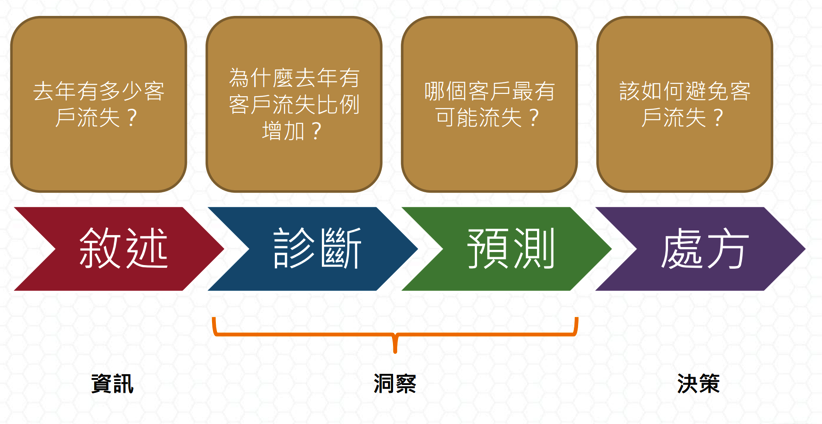 去年有多少客
戶流失？
為什麼去年有
客戶流失比例
增加？
哪個客戶最有
可能流失？
該如何避免客
戶流失？
敘述
診斷
預測
處方
資訊
洞察
決策